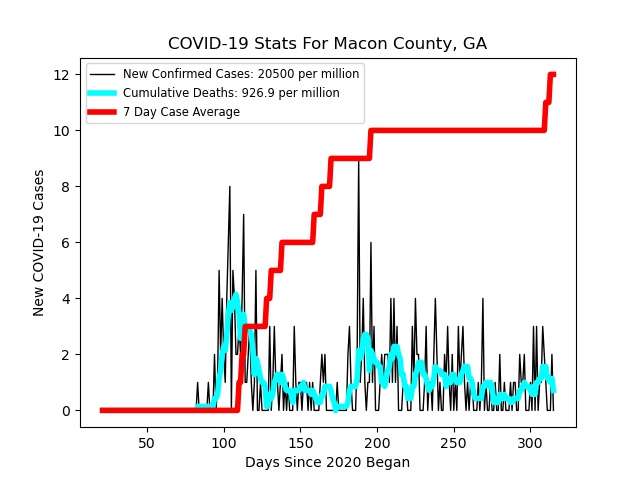 COVID-19 Stats For Macon County, GA
New Confirmed Cases: 20500 per million
Cumulative Deaths: 926.9 per million
7 Day Case Average
12
10
8
6
4
2
0
New COVID-19 Cases
50 100 150 200 250 300
Days Since 2020 Began